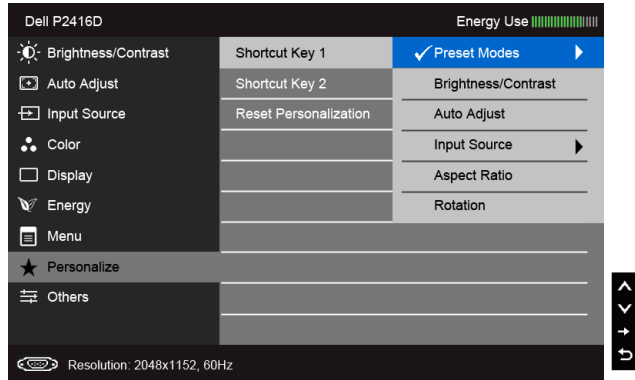 Dell P2416D Energy Use
Brightness/Contrast Shortcut Key 1 Preset Modes
Auto Adjust Shortcut Key 2 Brightness/Contrast
Input Source Reset Personalization Auto Adjust
Color Input Source
Display Aspect Ratio
Energy Rotation
Menu
Personalize
Others
Resolution: 2048x1152, 60Hz